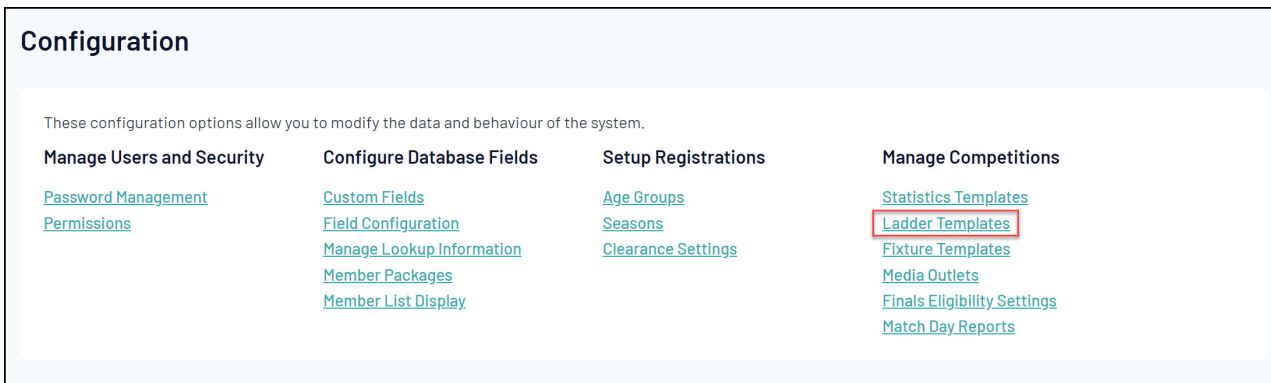 Configuration
These configuration options allow you to modify the data and behaviour of the system.
Manage Users and Security
Password Management
Permissions
Configure Database Fields
Custom Fields
Field Configuration
Manage Lookup Information
Member Packages
Member List Display
Setup Registrations
Age Groups
Seasons
Clearance Settings
Manage Competitions
Statistics Templates
Ladder Templates
Fixture Templates
Media Outlets
Finals Eligibility Settings
Match Day Reports